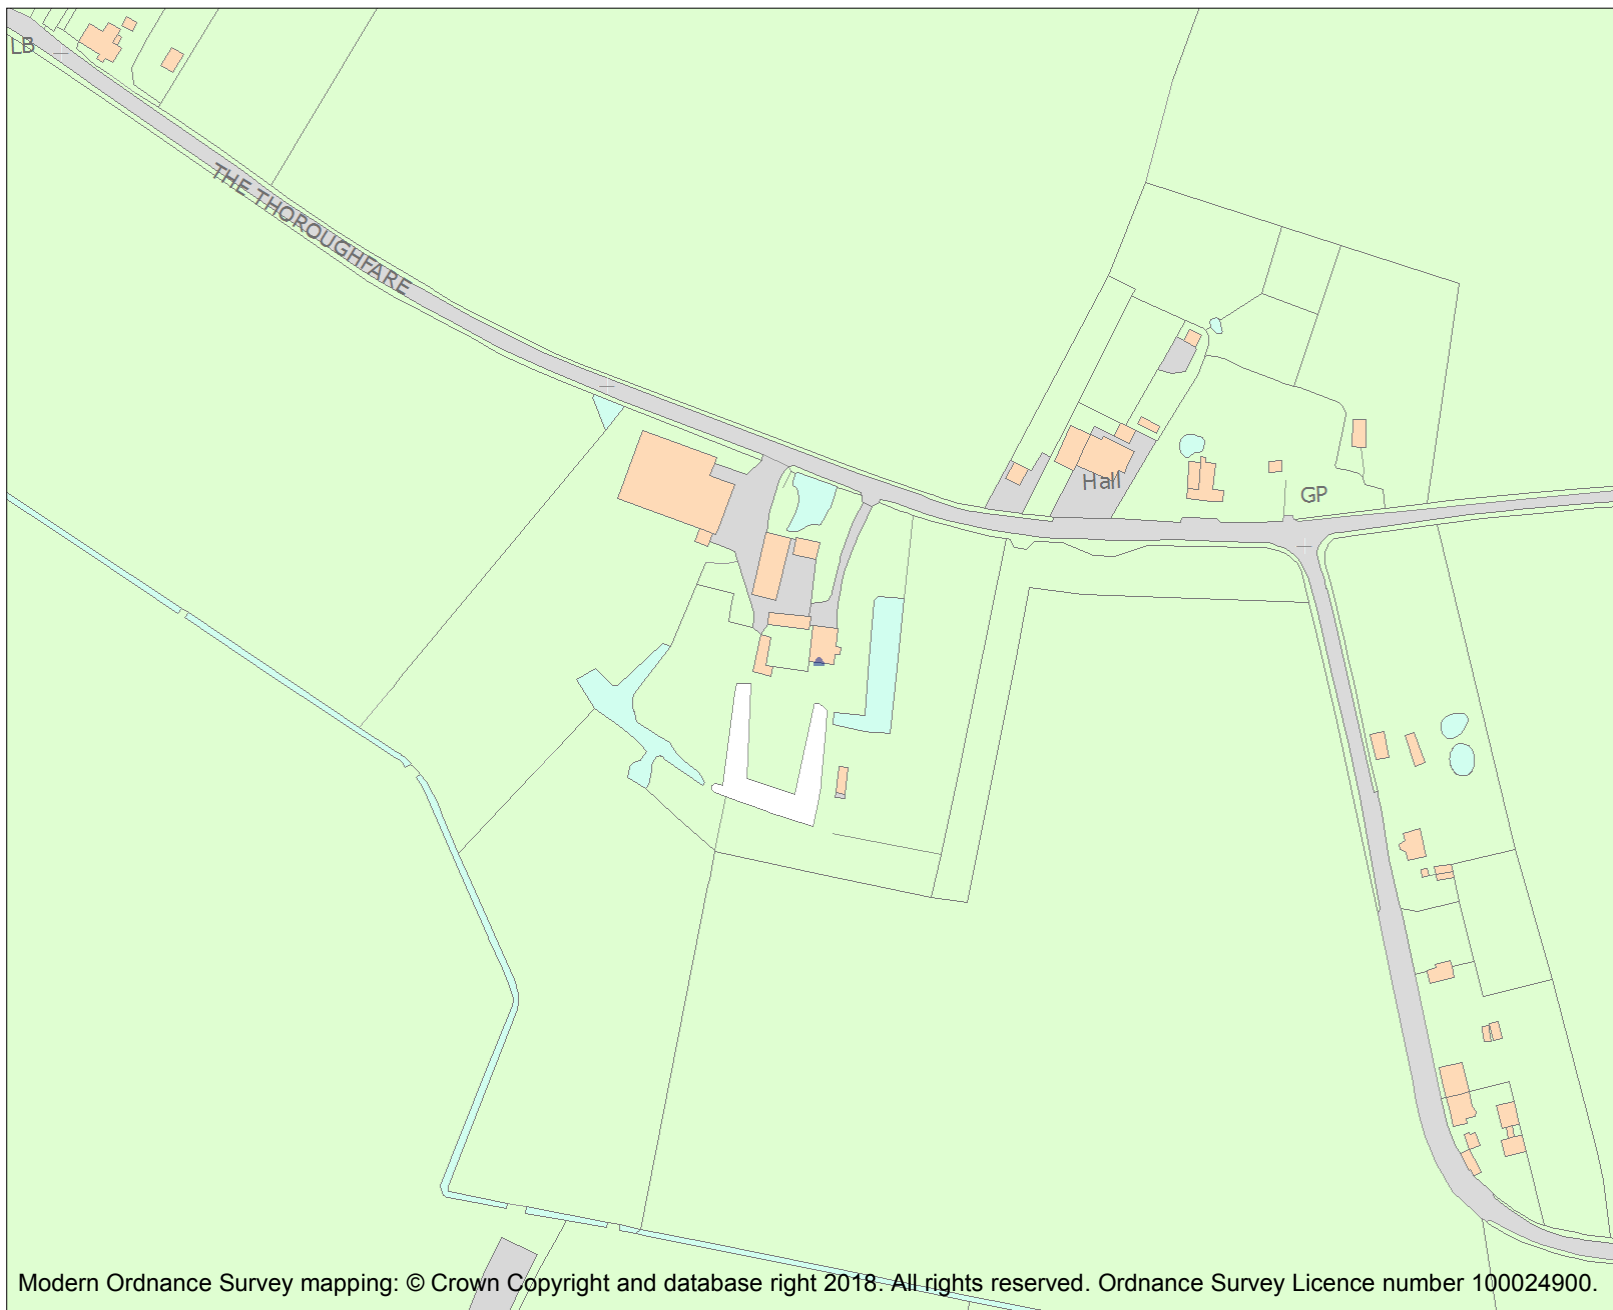 LB
THE THOROUGHFARE
Hall
GP
Modern Ordnance Survey mapping: © Crown Copyright and database right 2018. All rights reserved. Ordnance Survey Licence number 100024900.